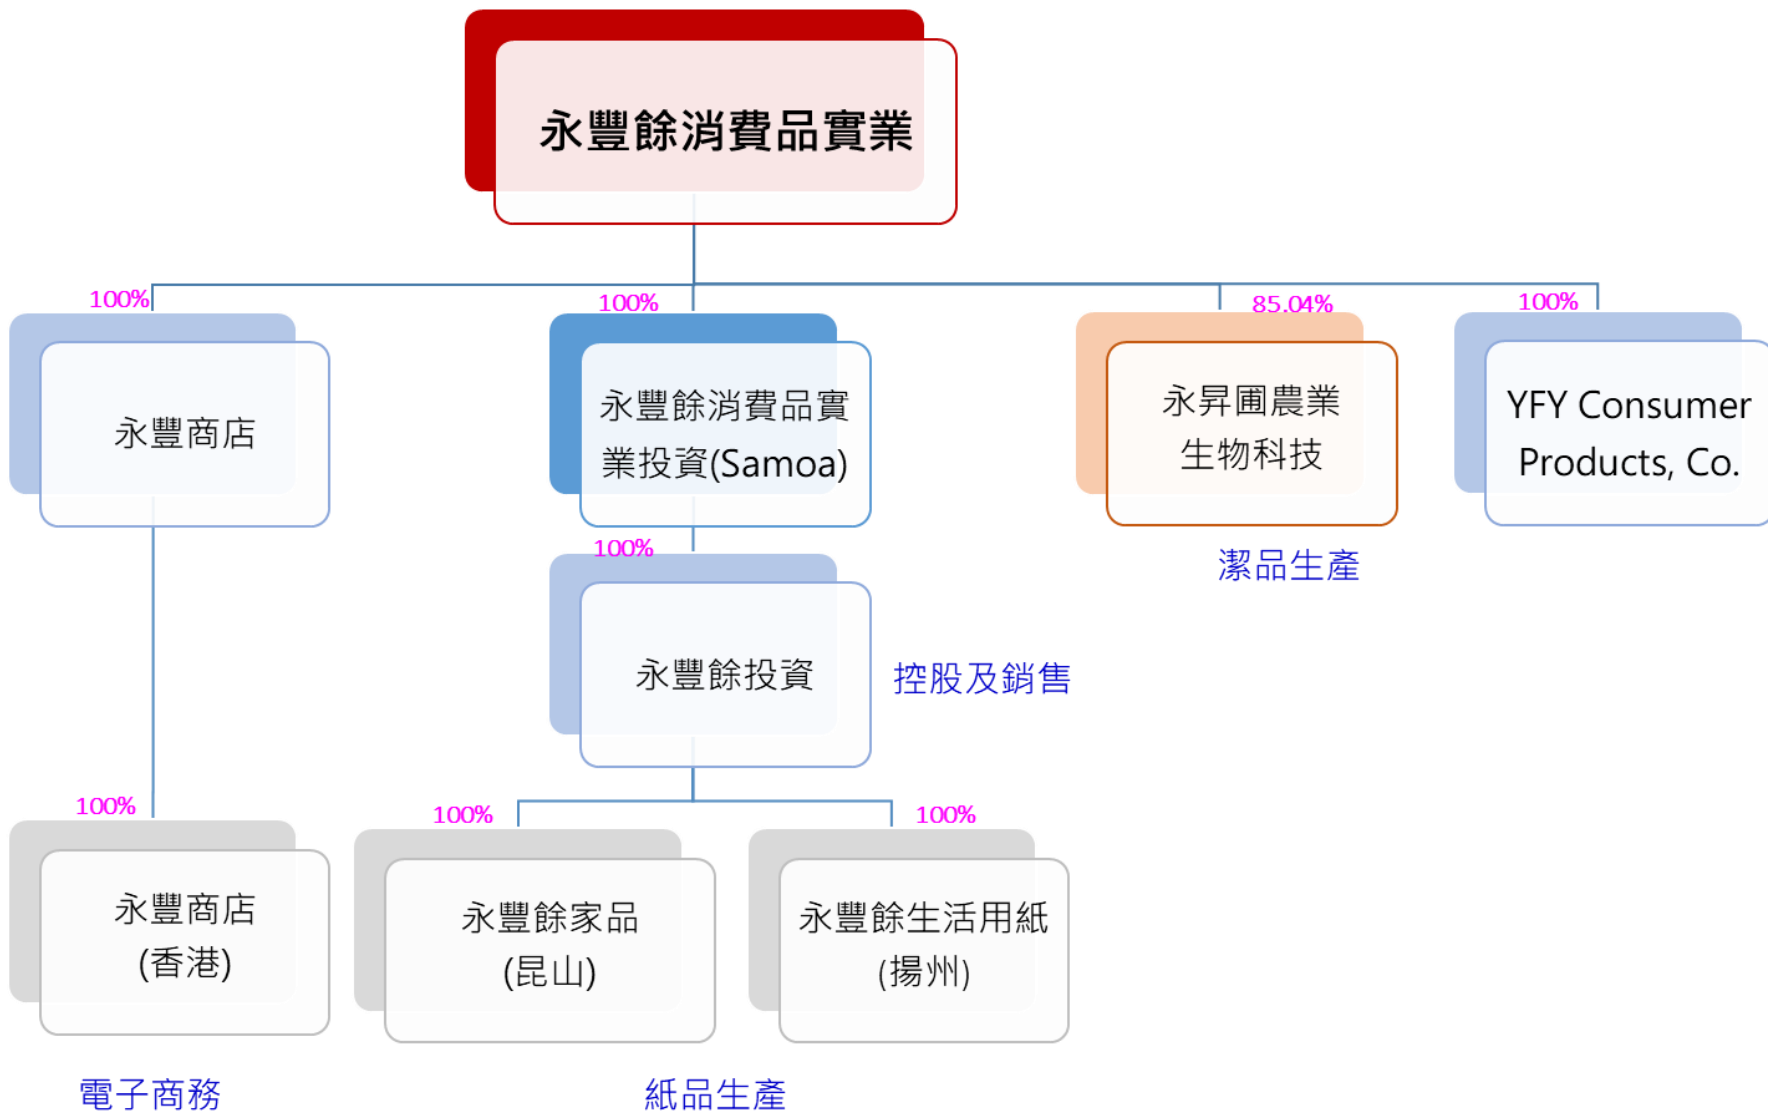 永豐餘消費品實業
100%
100%
85.04%
100%
永豐商店
永豐餘消費品實
業投資(Samoa)
永昇圃農業
生物科技
YFY Consumer
Products, Co.
潔品生產
100%
永豐餘投資
控股及銷售
100%
100%
100%
永豐商店
(香港)
永豐餘家品
(昆山)
永豐餘生活用紙
(揚州)
電子商務
紙品生產